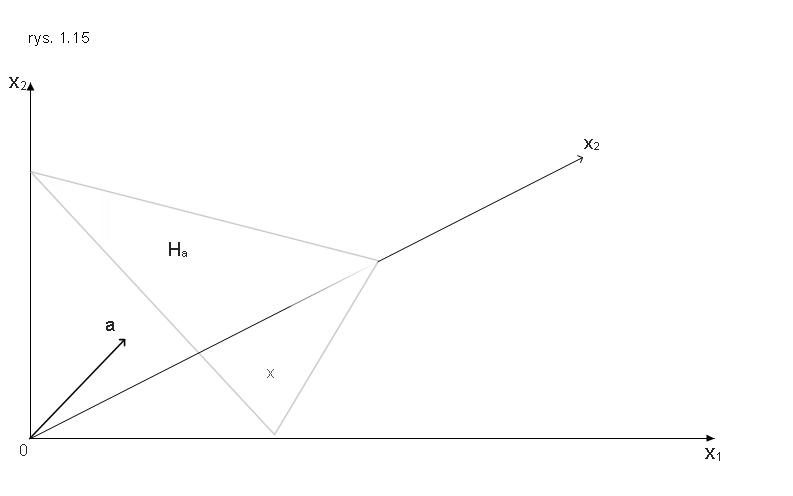 rys. 1.15
X₂
x₂
Hₐ
a
x
0
X₁